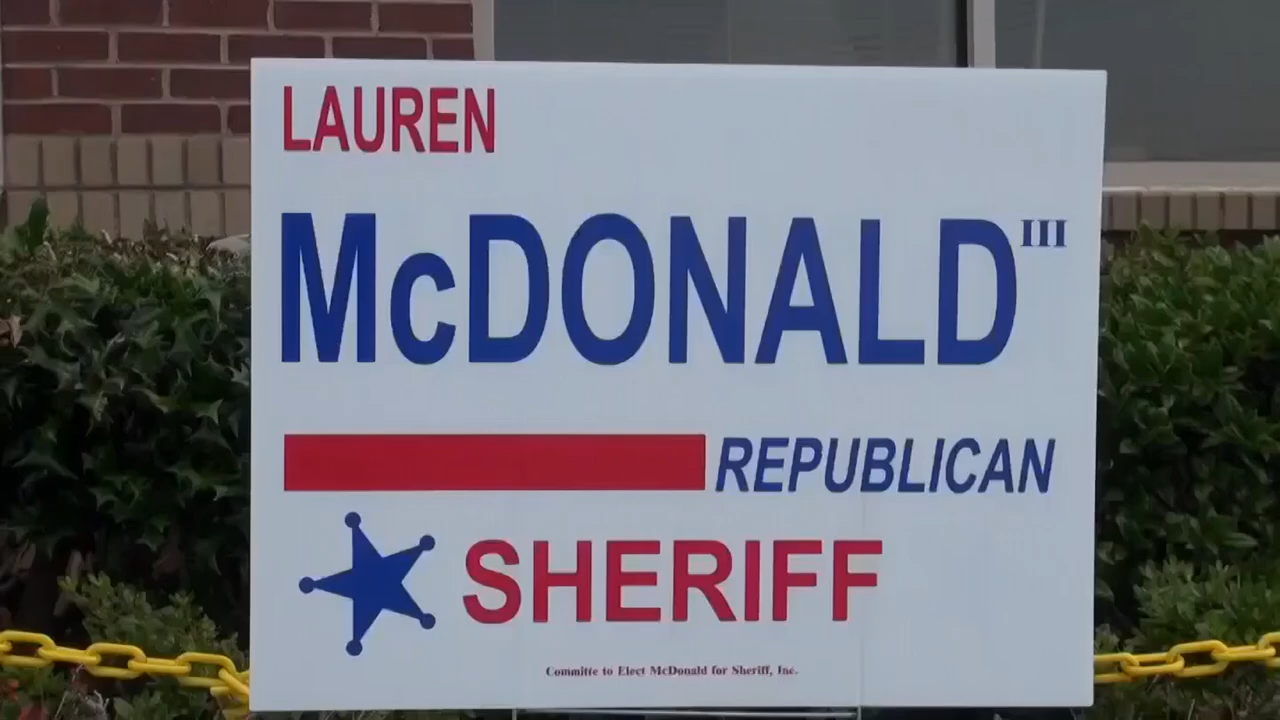 LAUREN
McDONALD III
REPUBLICAN
SHERIFF
Committe to Elect McDonald for Sheriff, Inc.